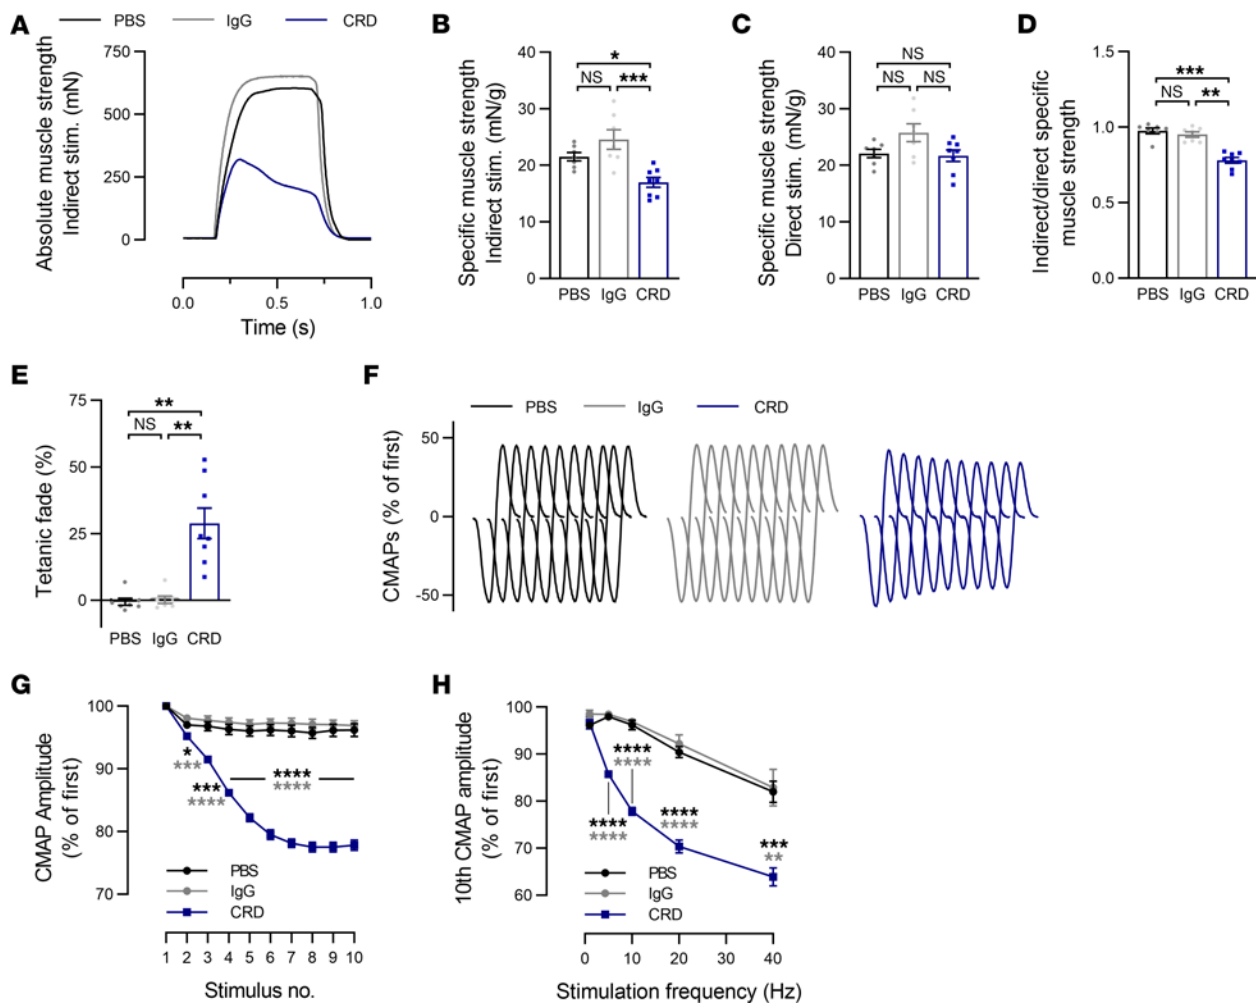 A
PBS IgG CRD
Absolute muscle strength
Indirect stim. (mN)
750
500
250
0
0.0 0.5 1.0
Time (s)
B
Specific muscle strength
Indirect stim. (mN/g)
40
30
20
10
0
*
NS ***
PBS IgG CRD
C
Specific muscle strength
Direct stim. (mN/g)
40
30
20
10
0
NS
NS NS
PBS IgG CRD
D
Indirect/direct specific
muscle strength
1.5
1.0
0.5
0.0
***
NS **
PBS IgG CRD
E
Tetanic fade (%)
75
50
25
0
**
NS **
PBS IgG CRD
F
PBS IgG CRD
CMAPs (% of first)
50
0
-50
G
CMAP Amplitude
(% of first)
100
90
80
70
*
***
***
****
****
****
PBS
IgG
CRD
1 2 3 4 5 6 7 8 9 10
Stimulus no.
H
10th CMAP amplitude
(% of first)
100
90
80
70
60
****
****
****
****
****
****
***
**
PBS
IgG
CRD
0 10 20 30 40
Stimulation frequency (Hz)